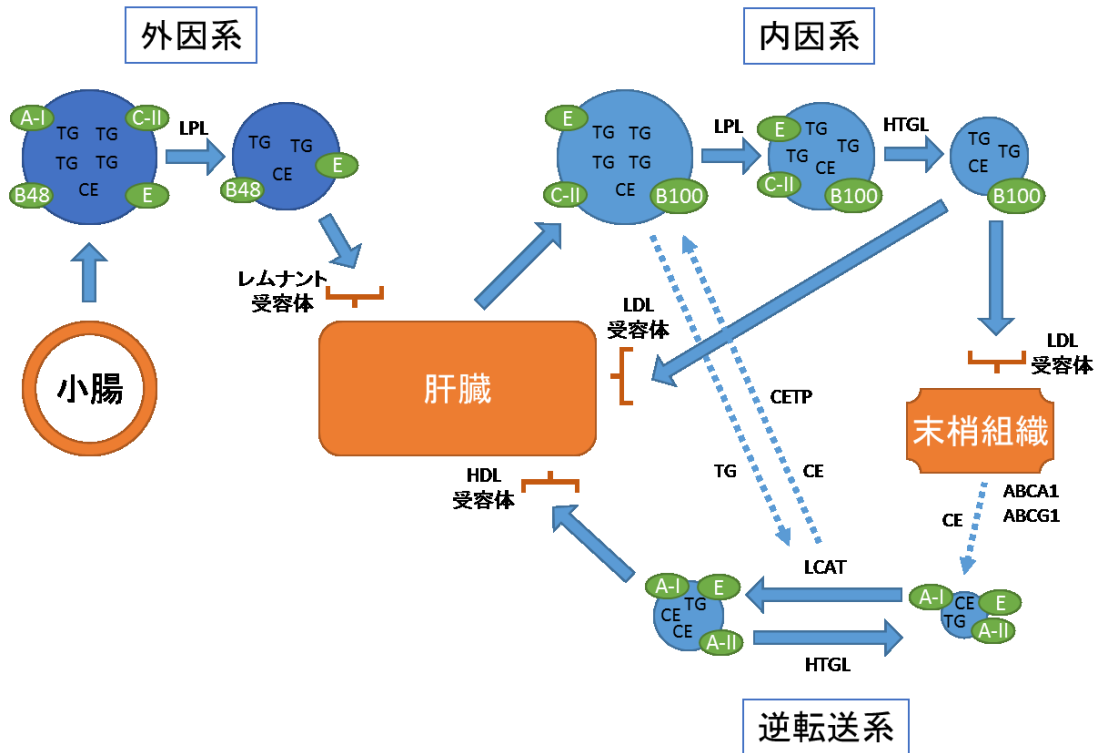 外因系
内因系
A-I
C-II
TG TG
TG TG
CE
B48
E
LPL
TG
TG
CE
E
B48
E
TG TG
TG TG
CE
C-II
B100
LPL
E
TG
TG
TG
CE
C-II
B100
HTGL
TG
TG
CE
B100
レムナント
受容体
LDL
受容体
LDL
受容体
小腸
肝臓
末梢組織
CETP
TG
CE
HDL
受容体
ABCA1
ABCG1
CE
LCAT
A-I
E
TG
CE
CE
A-II
HTGL
A-I
CE
E
TG
A-II
逆転送系